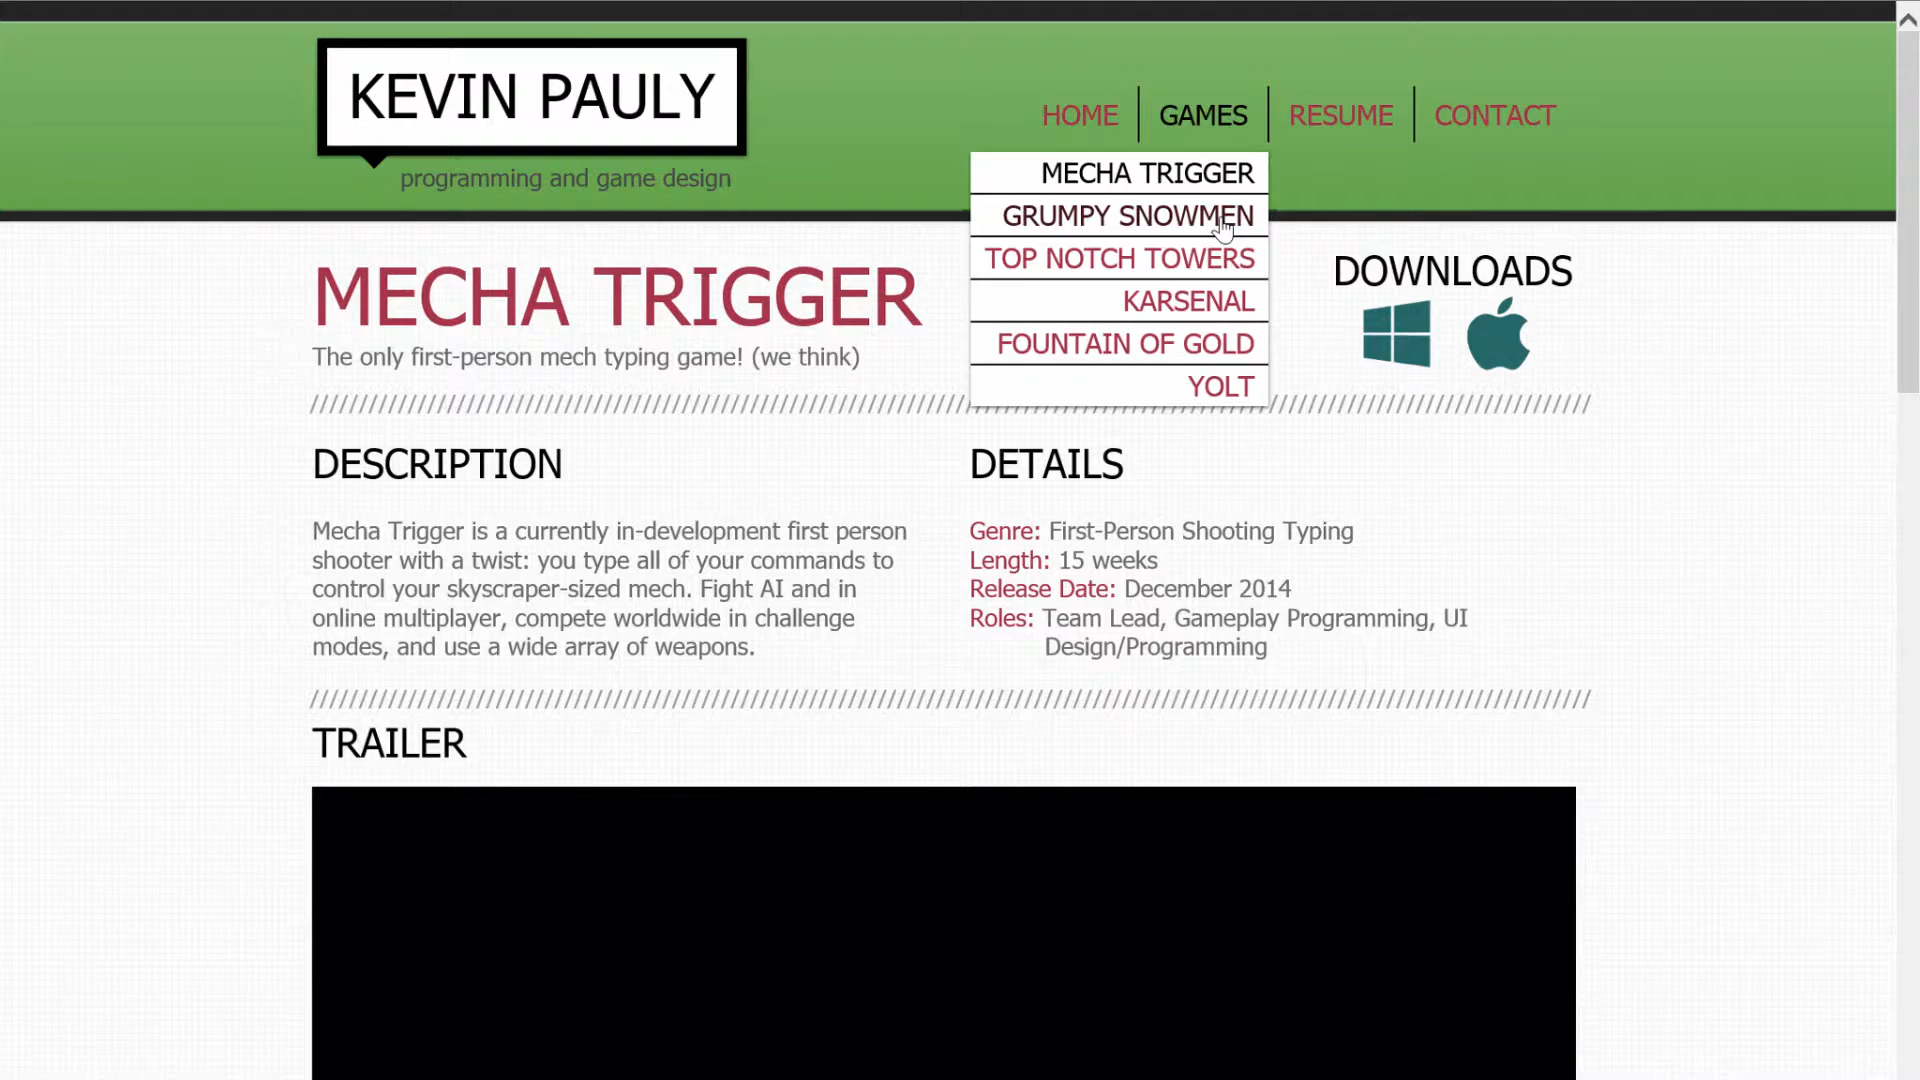 KEVIN PAULY
programming and game design
HOME
GAMES
RESUME
CONTACT
MECHA TRIGGER
GRUMPY SNOWMEN
TOP NOTCH TOWERS
KARSENAL
FOUNTAIN OF GOLD
YOLT
MECHA TRIGGER
The only first-person mech typing game! (we think)
DOWNLOADS
DESCRIPTION
Mecha Trigger is a currently in-development first person
shooter with a twist: you type all of your commands to
control your skyscraper-sized mech. Fight AI and in
online multiplayer, compete worldwide in challenge
modes, and use a wide array of weapons.
DETAILS
Genre: First-Person Shooting Typing
Length: 15 weeks
Release Date: December 2014
Roles: Team Lead, Gameplay Programming, UI
Design/Programming
TRAILER